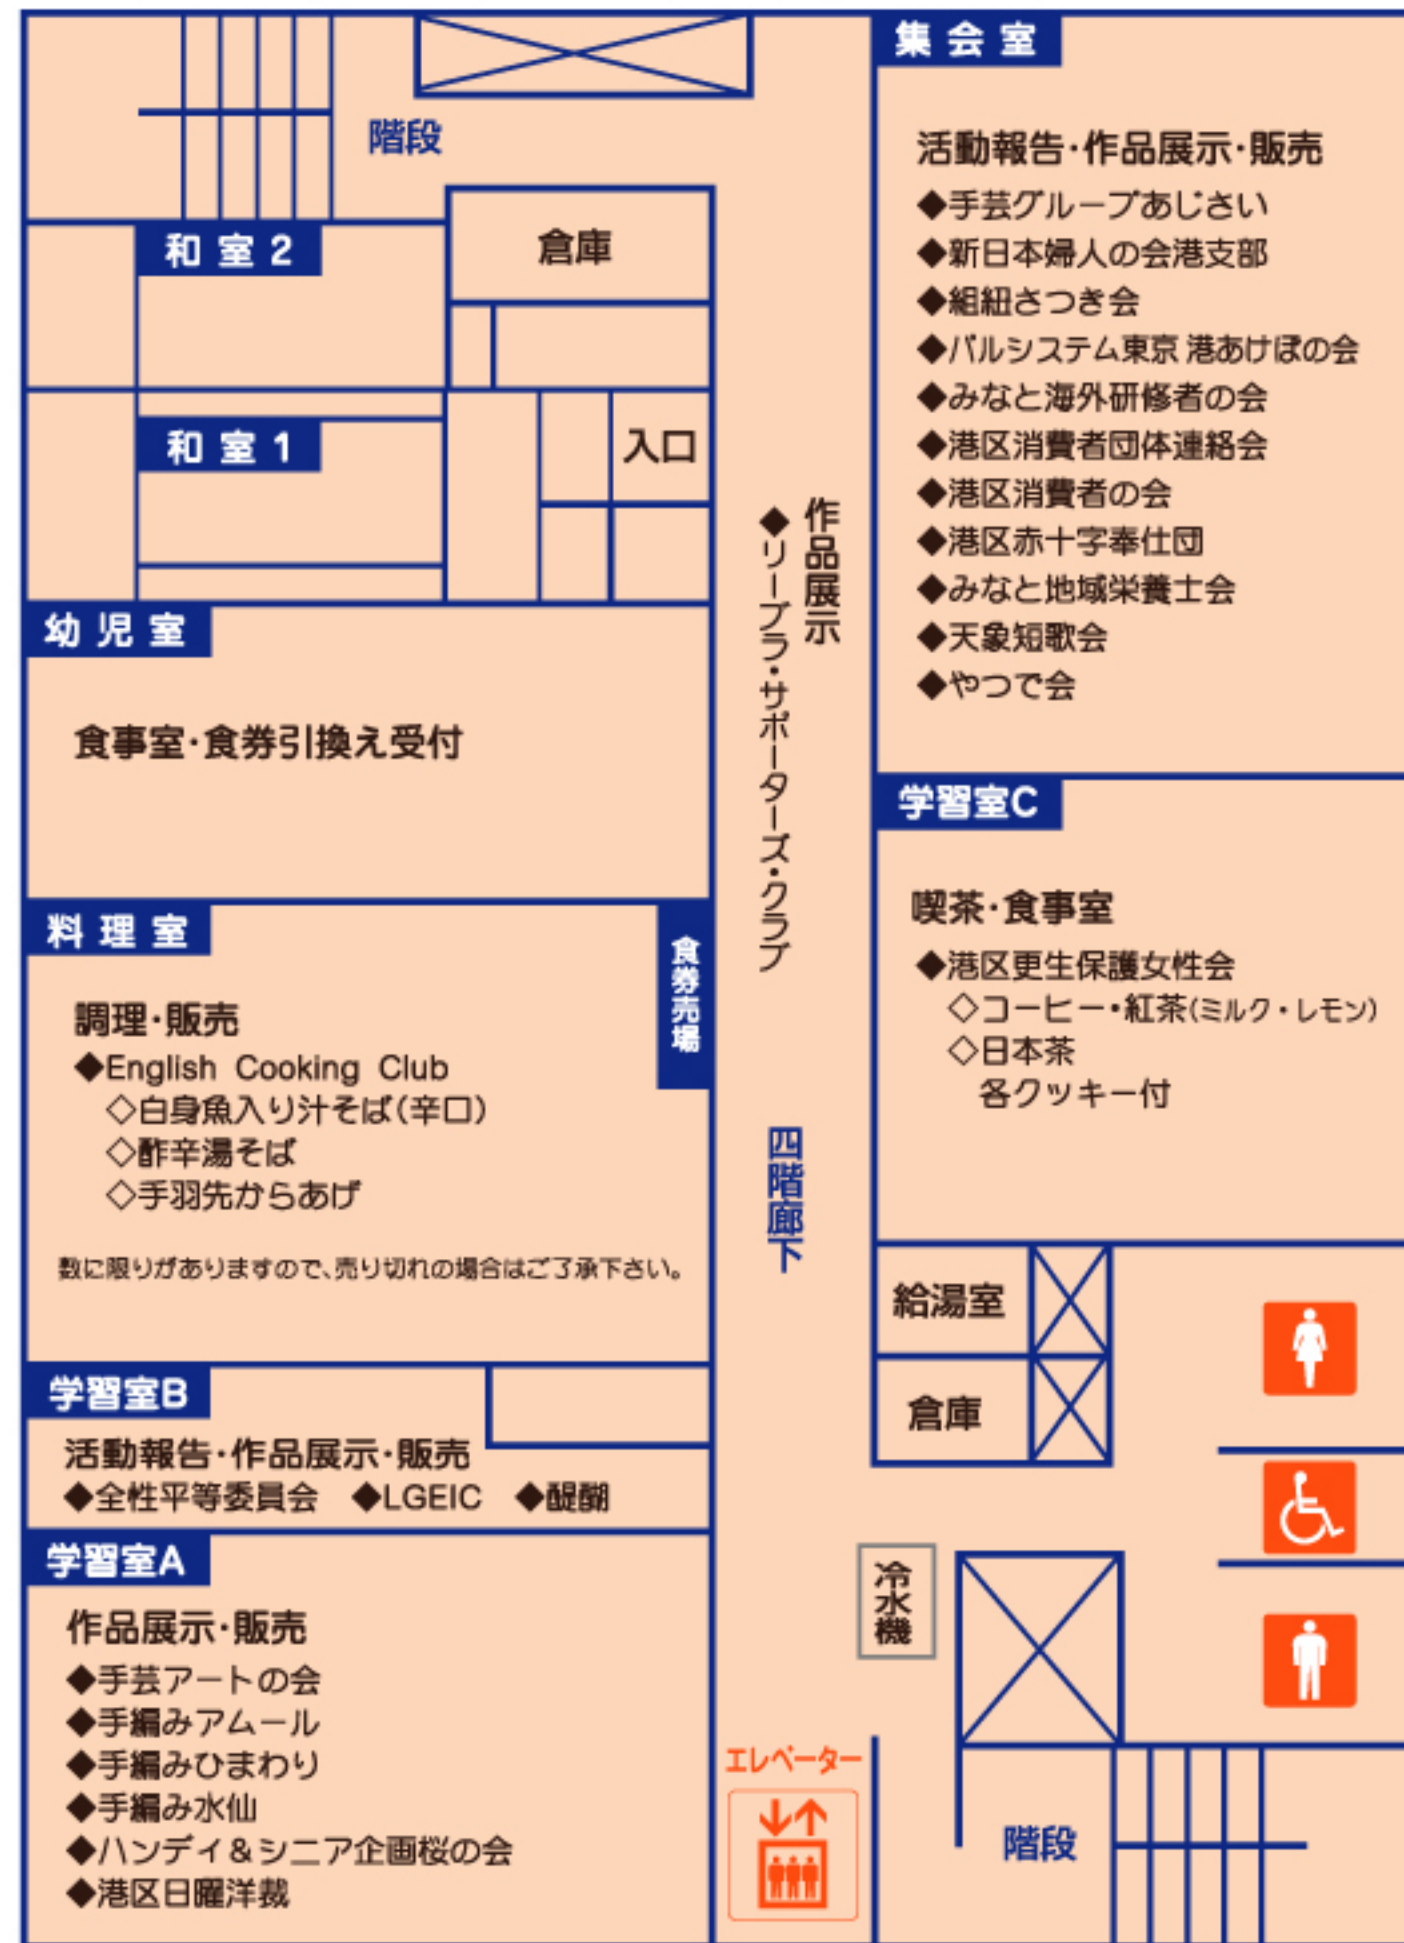 階段
倉庫
和室2
和室1
入口
幼児室
食事室・食券引換え受付
料理室
食券売場
調理・販売
◆English Cooking Club
◇白身魚入り汁そば(辛口)
◇酢辛湯そば
◇手羽先からあげ
数に限りがありますので、売り切れの場合はご了承下さい。
学習室B
活動報告・作品展示・販売
◆全性平等委員会 ◆LGEIC ◆醍醐
学習室A
作品展示・販売
◆手芸アートの会
◆手編みアムール
◆手編みひまわり
◆手編み水仙
◆ハンディ&シニア企画桜の会
◆港区日曜洋裁
作品展示
◆リーブラ・サポーターズ・クラブ
四階廊下
エレベーター
集会室
活動報告・作品展示・販売
◆手芸グループあじさい
◆新日本婦人の会港支部
◆組紐さつき会
◆パルシステム東京 港あけぼの会
◆みなと海外研修者の会
◆港区消費者団体連絡会
◆港区消費者の会
◆港区赤十字奉仕団
◆みなと地域栄養士会
◆天象短歌会
◆やつで会
学習室C
喫茶・食事室
◆港区更生保護女性会
◇コーヒー・紅茶(ミルク・レモン)
◇日本茶
各クッキー付
給湯室
倉庫
冷水機
階段